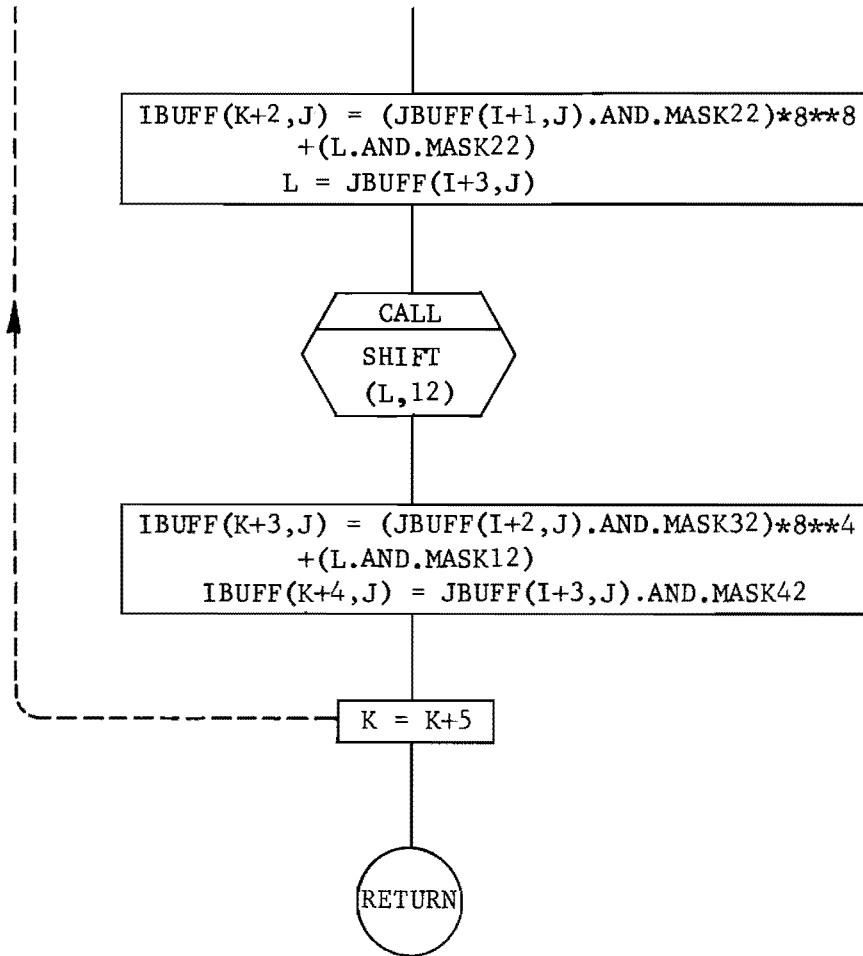 IBUFF(K+2,J) = (JBUFF(I+1,J).AND.MASK22)*8**8
+(L.AND.MASK22)
L = JBUFF(I+3,J)
CALL
SHIFT
(L,12)
IBUFF(K+3,J) = (JBUFF(I+2,J).AND.MASK32)*8**4
+(L.AND.MASK12)
IBUFF(K+4,J) = JBUFF(I+3,J).AND.MASK42
K = K+5
RETURN